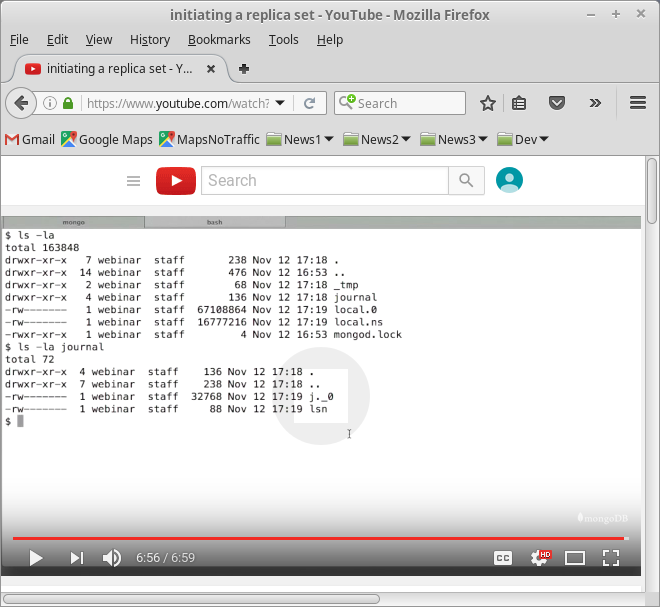 initiating a replica set - YouTube - Mozilla Firefox
File Edit View History Bookmarks Tools Help
initiating a replica set - Y...
https://www.youtube.com/watch?
Search
Gmail Google Maps MapsNoTraffic News1 News2 News3 Dev
Search
mongo bash
$ ls -la
total 163848
drwxr-xr-x 7 webinar staff 238 Nov 12 17:18 .
drwxr-xr-x 14 webinar staff 476 Nov 12 16:53 ..
drwxr-xr-x 2 webinar staff 68 Nov 12 17:18 _tmp
drwxr-xr-x 4 webinar staff 136 Nov 12 17:18 journal
-rw------- 1 webinar staff 67108864 Nov 12 17:19 local.0
-rw------- 1 webinar staff 16777216 Nov 12 17:19 local.ns
-rwxr-xr-x 1 webinar staff 4 Nov 12 16:53 mongod.lock
$ ls -la journal
total 72
drwxr-xr-x 4 webinar staff 136 Nov 12 17:18 .
drwxr-xr-x 7 webinar staff 238 Nov 12 17:18 ..
-rw------- 1 webinar staff 32768 Nov 12 17:19 j._0
-rw------- 1 webinar staff 88 Nov 12 17:19 lsn
$
mongoDB
6:56 / 6:59
CC
HD